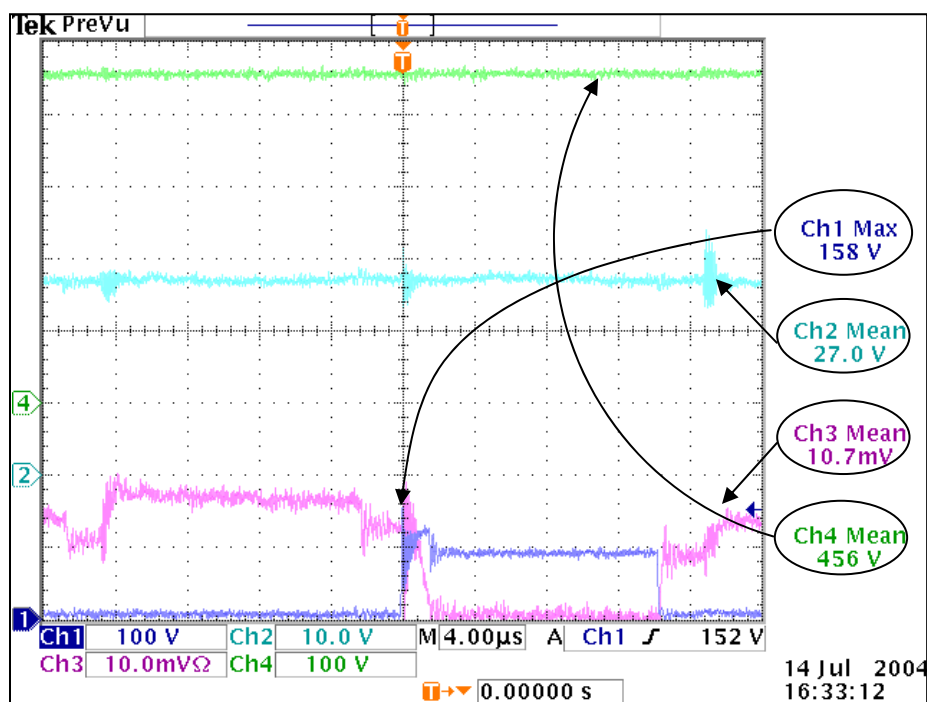 Tek PreVu
T
T
Ch1 Max
158 V
Ch2 Mean
27.0 V
4
Ch3 Mean
10.7mV
2
Ch4 Mean
456 V
1
Ch1 100 V Ch2 10.0 V M 4.00µs A Ch1 152 V
Ch3 10.0mVΩ Ch4 100 V
T 0.00000 s
14 Jul 2004
16:33:12